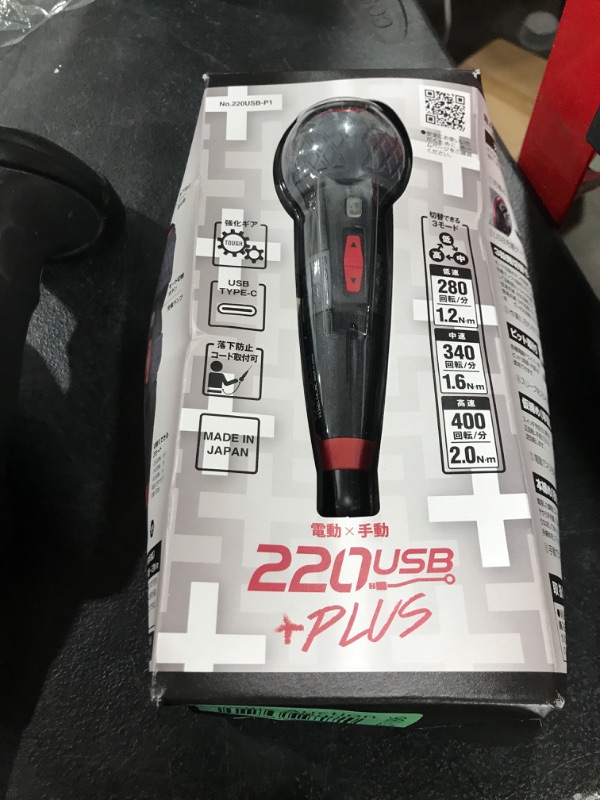 No.220USB-P1
強化ギア
TOUGH
USB
TYPE-C
落下防止
コード取付可
MADE IN
JAPAN
切替できる
3モード
低
高
中
低速
280
回転/分
1.2N·m
中速
340
回転/分
1.6N·m
高速
400
回転/分
2.0N·m
電動×手動
220USB
+PLUS